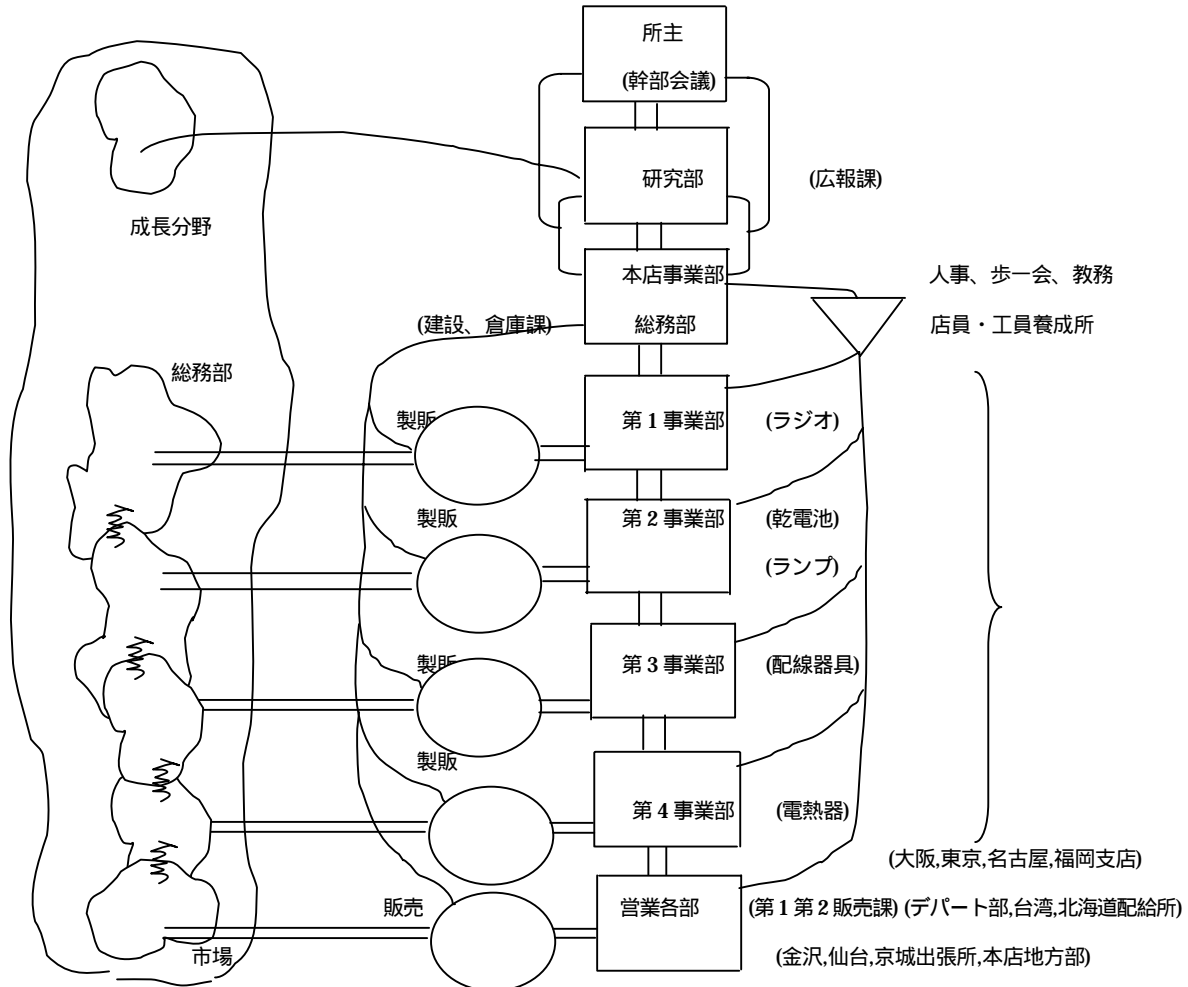 所主
(幹部会議)
研究部
(広報課)
成長分野
本店事業部
人事、歩一会、教務
(建設、倉庫課)
総務部
店員・工員養成所
総務部
製販
第1事業部
(ラジオ)
製販
第2事業部
(乾電池)
(ランプ)
製販
第3事業部
(配線器具)
製販
第4事業部
(電熱器)
(大阪,東京,名古屋,福岡支店)
販売
営業各部
(第1第2販売課)(デパート部,台湾,北海道配給所)
市場
(金沢,仙台,京城出張所,本店地方部)